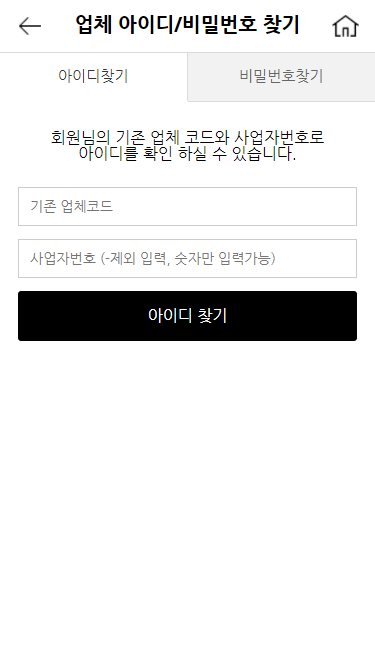 업체 아이디/비밀번호 찾기
아이디찾기
비밀번호찾기
회원님의 기존 업체 코드와 사업자번호로
아이디를 확인 하실 수 있습니다.
기존 업체코드
사업자번호 (-제외 입력, 숫자만 입력가능)
아이디 찾기